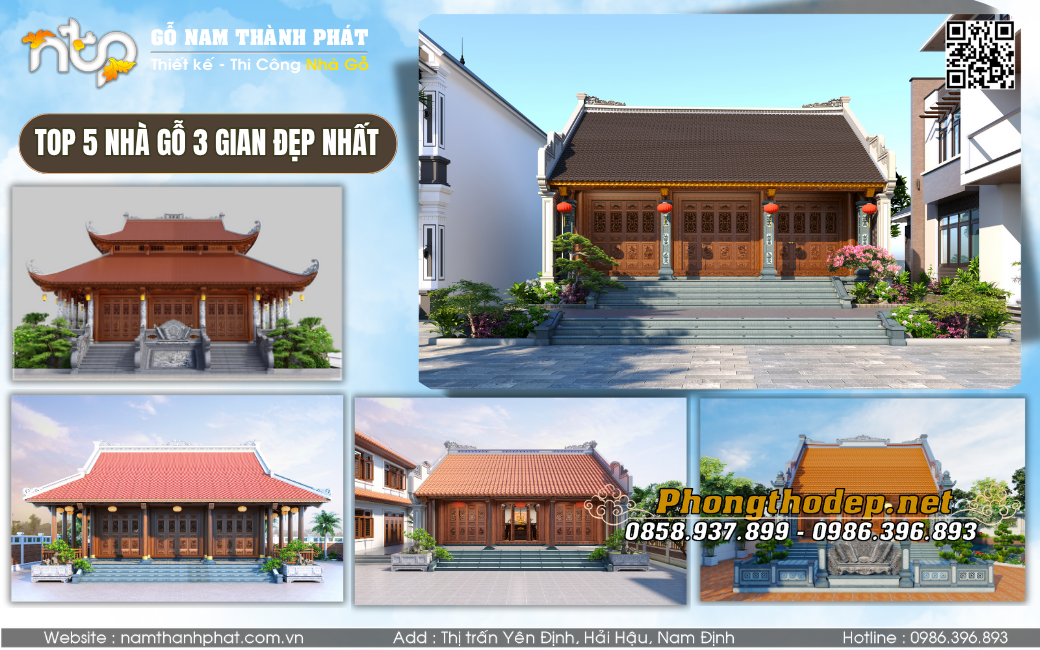 ntp
GỖ NAM THÀNH PHÁT
Thiết kế - Thi Công Nhà Gỗ
TOP 5 NHÀ GỖ 3 GIAN ĐẸP NHẤT
Phongthodep.net
0858.937.899 - 0986.396.893
Website : namthanhphat.com.vn
Add : Thị trấn Yên Định, Hải Hậu, Nam Định
Hotline : 0986.396.893